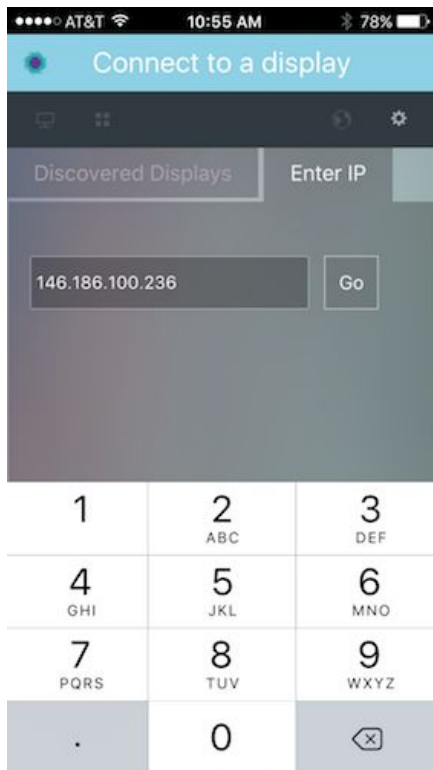 AT&T 10:55 AM 78%
Connect to a display
Discovered Displays Enter IP
146.186.100.236 Go
1 2 3
ABC DEF
4 5 6
GHI JKL MNO
7 8 9
PQRS TUV WXYZ
. 0